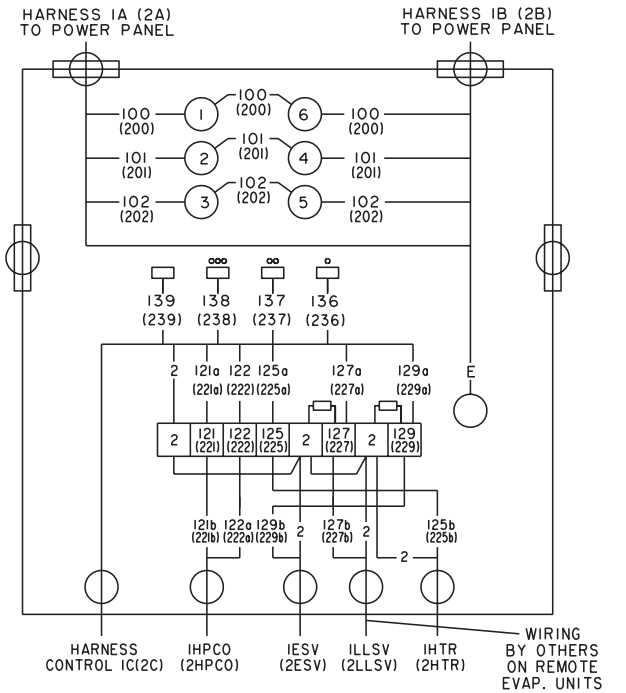 HARNESS 1A (2A)
TO POWER PANEL
HARNESS 1B (2B)
TO POWER PANEL
100
(200)
1
100
(200)
6
100
(200)
101
(201)
2
101
(201)
4
101
(201)
102
(202)
3
102
(202)
5
102
(202)
139
(239)
138
(238)
137
(237)
136
(236)
2
121a
(221a)
122
(222)
125a
(225a)
127a
(227a)
129a
(229a)
E
2
121
(221)
122
(222)
125
(225)
2
127
(227)
2
129
(229)
121b
(221b)
122a
(222a)
129b
(229b)
2
127b
(227b)
2
2
125b
(225b)
HARNESS
CONTROL 1C(2C)
1HPCO
(2HPCO)
1ESV
(2ESV)
1LLSV
(2LLSV)
1HTR
(2HTR)
WIRING
BY OTHERS
ON REMOTE
EVAP. UNITS